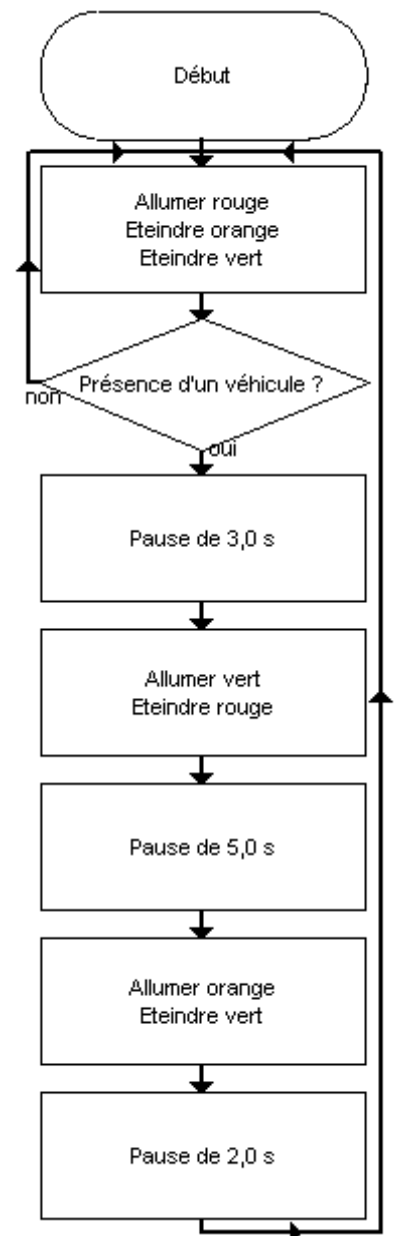 Début
Allumer rouge
Eteindre orange
Eteindre vert
Présence d'un véhicule ?
non
oui
Pause de 3,0 s
Allumer vert
Eteindre rouge
Pause de 5,0 s
Allumer orange
Eteindre vert
Pause de 2,0 s